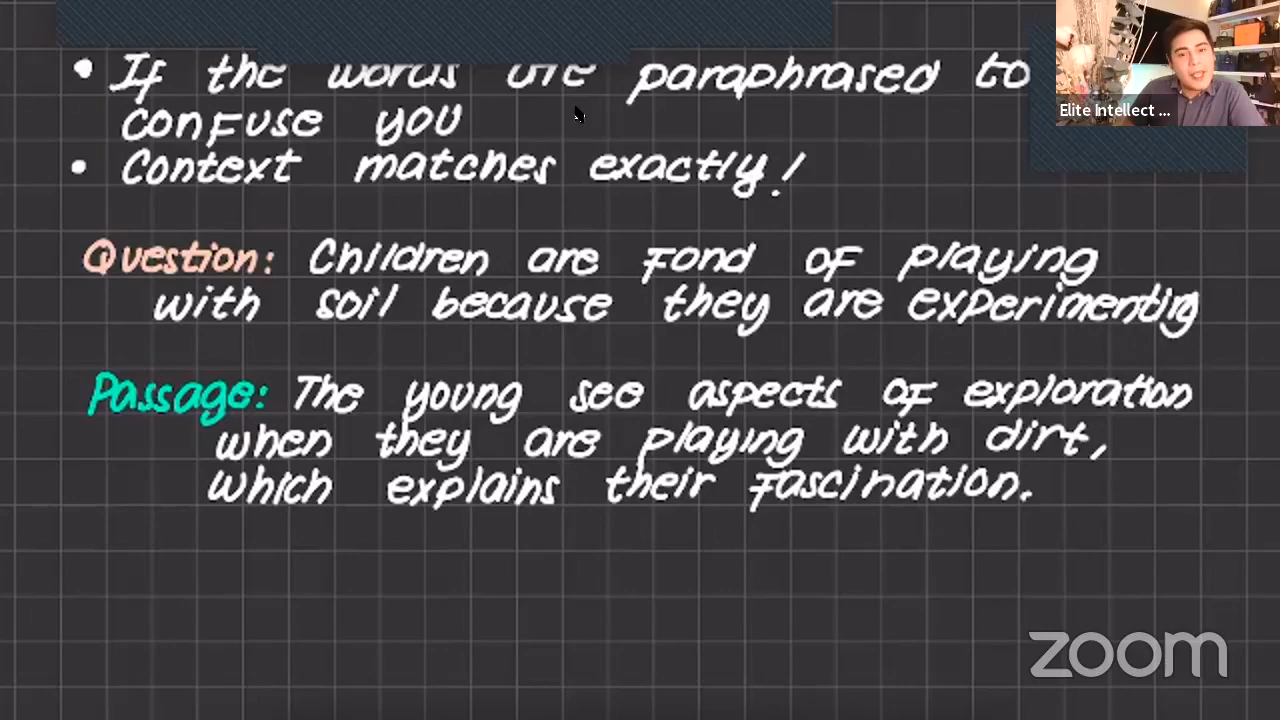 • If the words are paraphrased to
confuse you
• Context matches exactly!
Question: Children are fond of playing
with soil because they are experimenting
Passage: The young see aspects of exploration
when they are playing with dirt,
which explains their fascination.
Elite Intellect ...
zoom